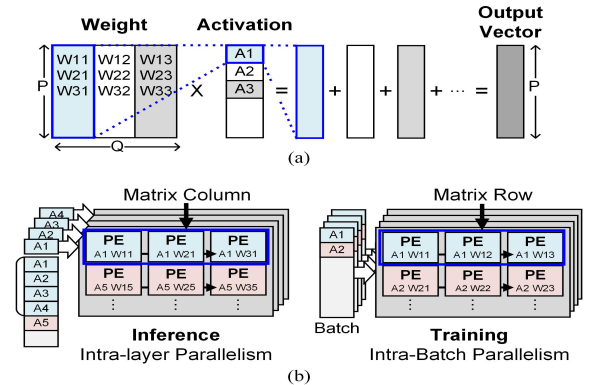 Weight Activation Output Vector
W11 W12 W13
W21 W22 W23
W31 W32 W33
P
Q
X
A1
A2
A3
= + + + ... =
P
(a)
Matrix Column
A4
A3
A2
A1
A1
A2
A3
A4
A5
PE PE PE
A1 W11 A1 W21 A1 W31
PE PE PE
A5 W15 A5 W25 A5 W35
Inference
Intra-layer Parallelism
Matrix Row
A1
A2
Batch
PE PE PE
A1 W11 A1 W12 A1 W13
PE PE PE
A2 W21 A2 W22 A2 W23
Training
Intra-Batch Parallelism
(b)